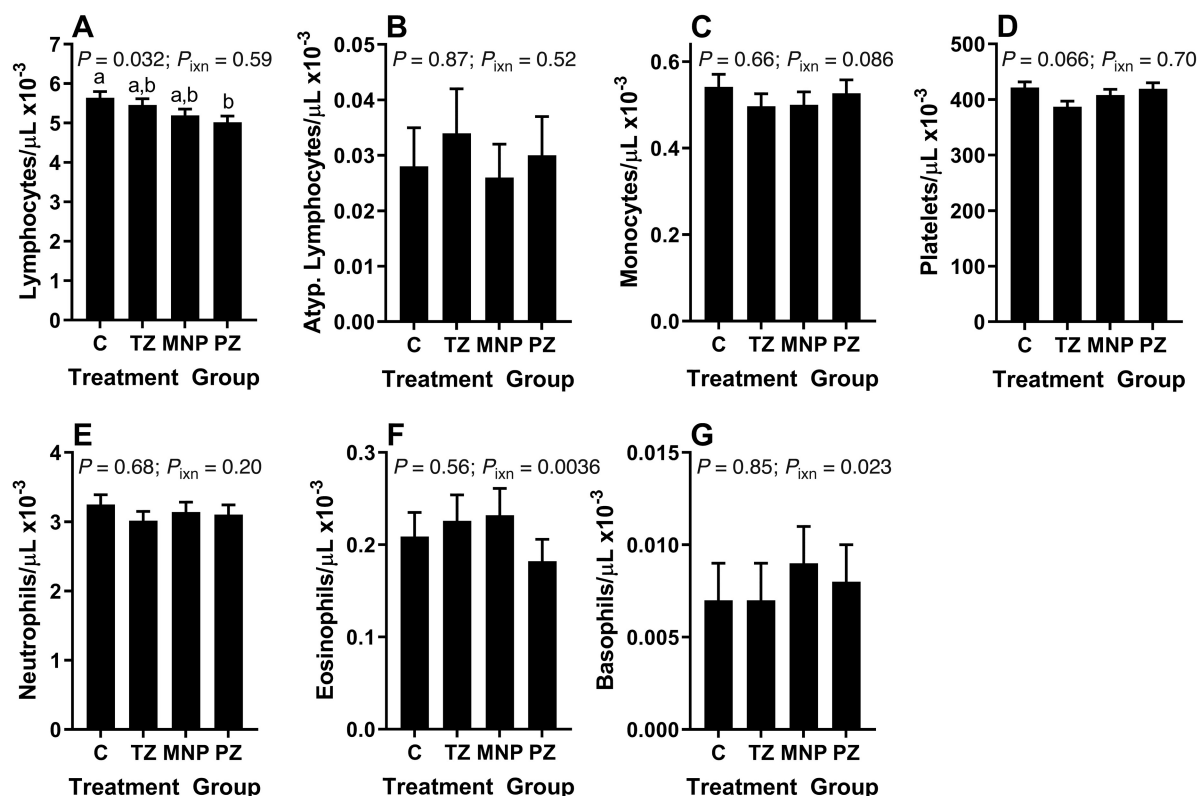 A
P = 0.032; Pixn = 0.59
7
6
5
4
3
2
1
0
Lymphocytes/μL x10-3
a
a,b
a,b
b
C TZ MNP PZ
Treatment Group
B
P = 0.87; Pixn = 0.52
0.05
0.04
0.03
0.02
0.01
0.00
Atyp. Lymphocytes/μL x10-3
C TZ MNP PZ
Treatment Group
C
P = 0.66; Pixn = 0.086
0.6
0.4
0.2
0.0
Monocytes/μL x10-3
C TZ MNP PZ
Treatment Group
D
P = 0.066; Pixn = 0.70
500
400
300
200
100
0
Platelets/μL x10-3
C TZ MNP PZ
Treatment Group
E
P = 0.68; Pixn = 0.20
4
3
2
1
0
Neutrophils/μL x10-3
C TZ MNP PZ
Treatment Group
F
P = 0.56; Pixn = 0.0036
0.3
0.2
0.1
0.0
Eosinophils/μL x10-3
C TZ MNP PZ
Treatment Group
G
P = 0.85; Pixn = 0.023
0.015
0.010
0.005
0.000
Basophils/μL x10-3
C TZ MNP PZ
Treatment Group